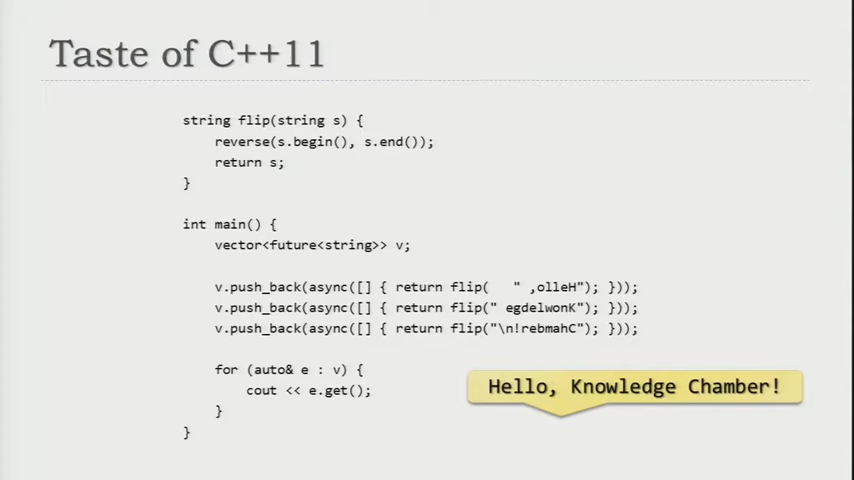 Taste of C++11
string flip(string s) {
    reverse(s.begin(), s.end());
    return s;
}
int main() {
    vector<future<string>> v;
    v.push_back(async([] { return flip(   " ,olleH"); }));
    v.push_back(async([] { return flip(" egdelwonK"); }));
    v.push_back(async([] { return flip("\n!rebmahC"); }));
    for (auto& e : v) {
        cout << e.get();
    }
}
Hello, Knowledge Chamber!